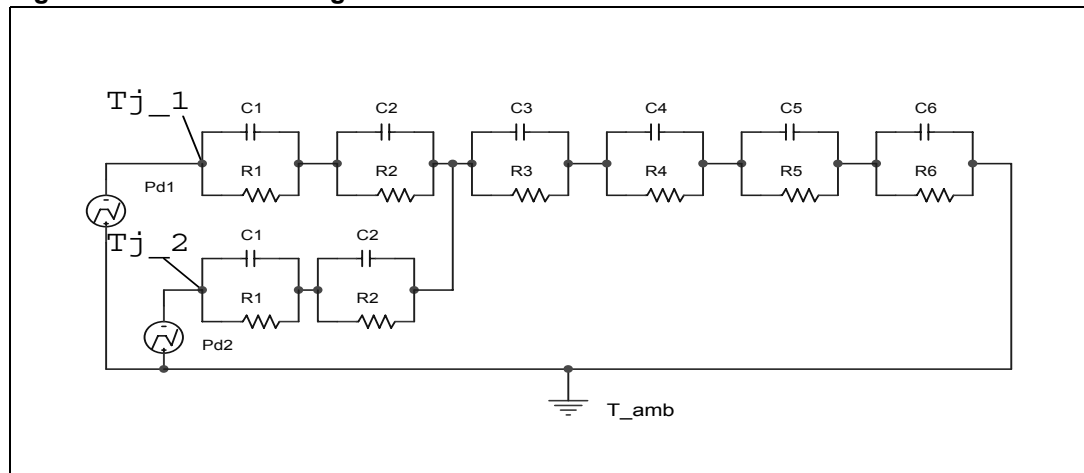 Tj_1
C1 C2 C3 C4 C5 C6
R1 R2 R3 R4 R5 R6
Pd1
Tj_2
C1 C2
R1 R2
Pd2
T_amb